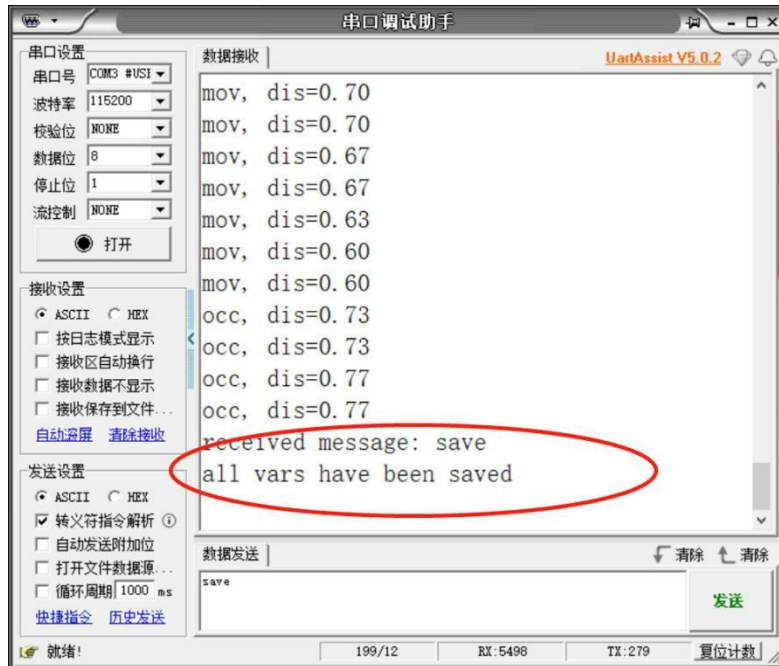 串口调试助手
串口设置
串口号 COM3 #USI
波特率 115200
校验位 NONE
数据位 8
停止位 1
流控制 NONE
打开
接收设置
ASCII HEX
按日志模式显示
接收区自动换行
接收数据不显示
接收保存到文件...
自动滚屏 清除接收
发送设置
ASCII HEX
转义符指令解析
自动发送附加位
打开文件数据源...
循环周期 1000 ms
快捷指令 历史发送
数据接收 UartAssist V5.0.2
mov, dis=0.70
mov, dis=0.70
mov, dis=0.67
mov, dis=0.67
mov, dis=0.63
mov, dis=0.60
mov, dis=0.60
occ, dis=0.73
occ, dis=0.73
occ, dis=0.77
occ, dis=0.77
received message: save
all vars have been saved
数据发送 清除 清除
save
发送
就绪! 199/12 RX:5498 TX:279 复位计数